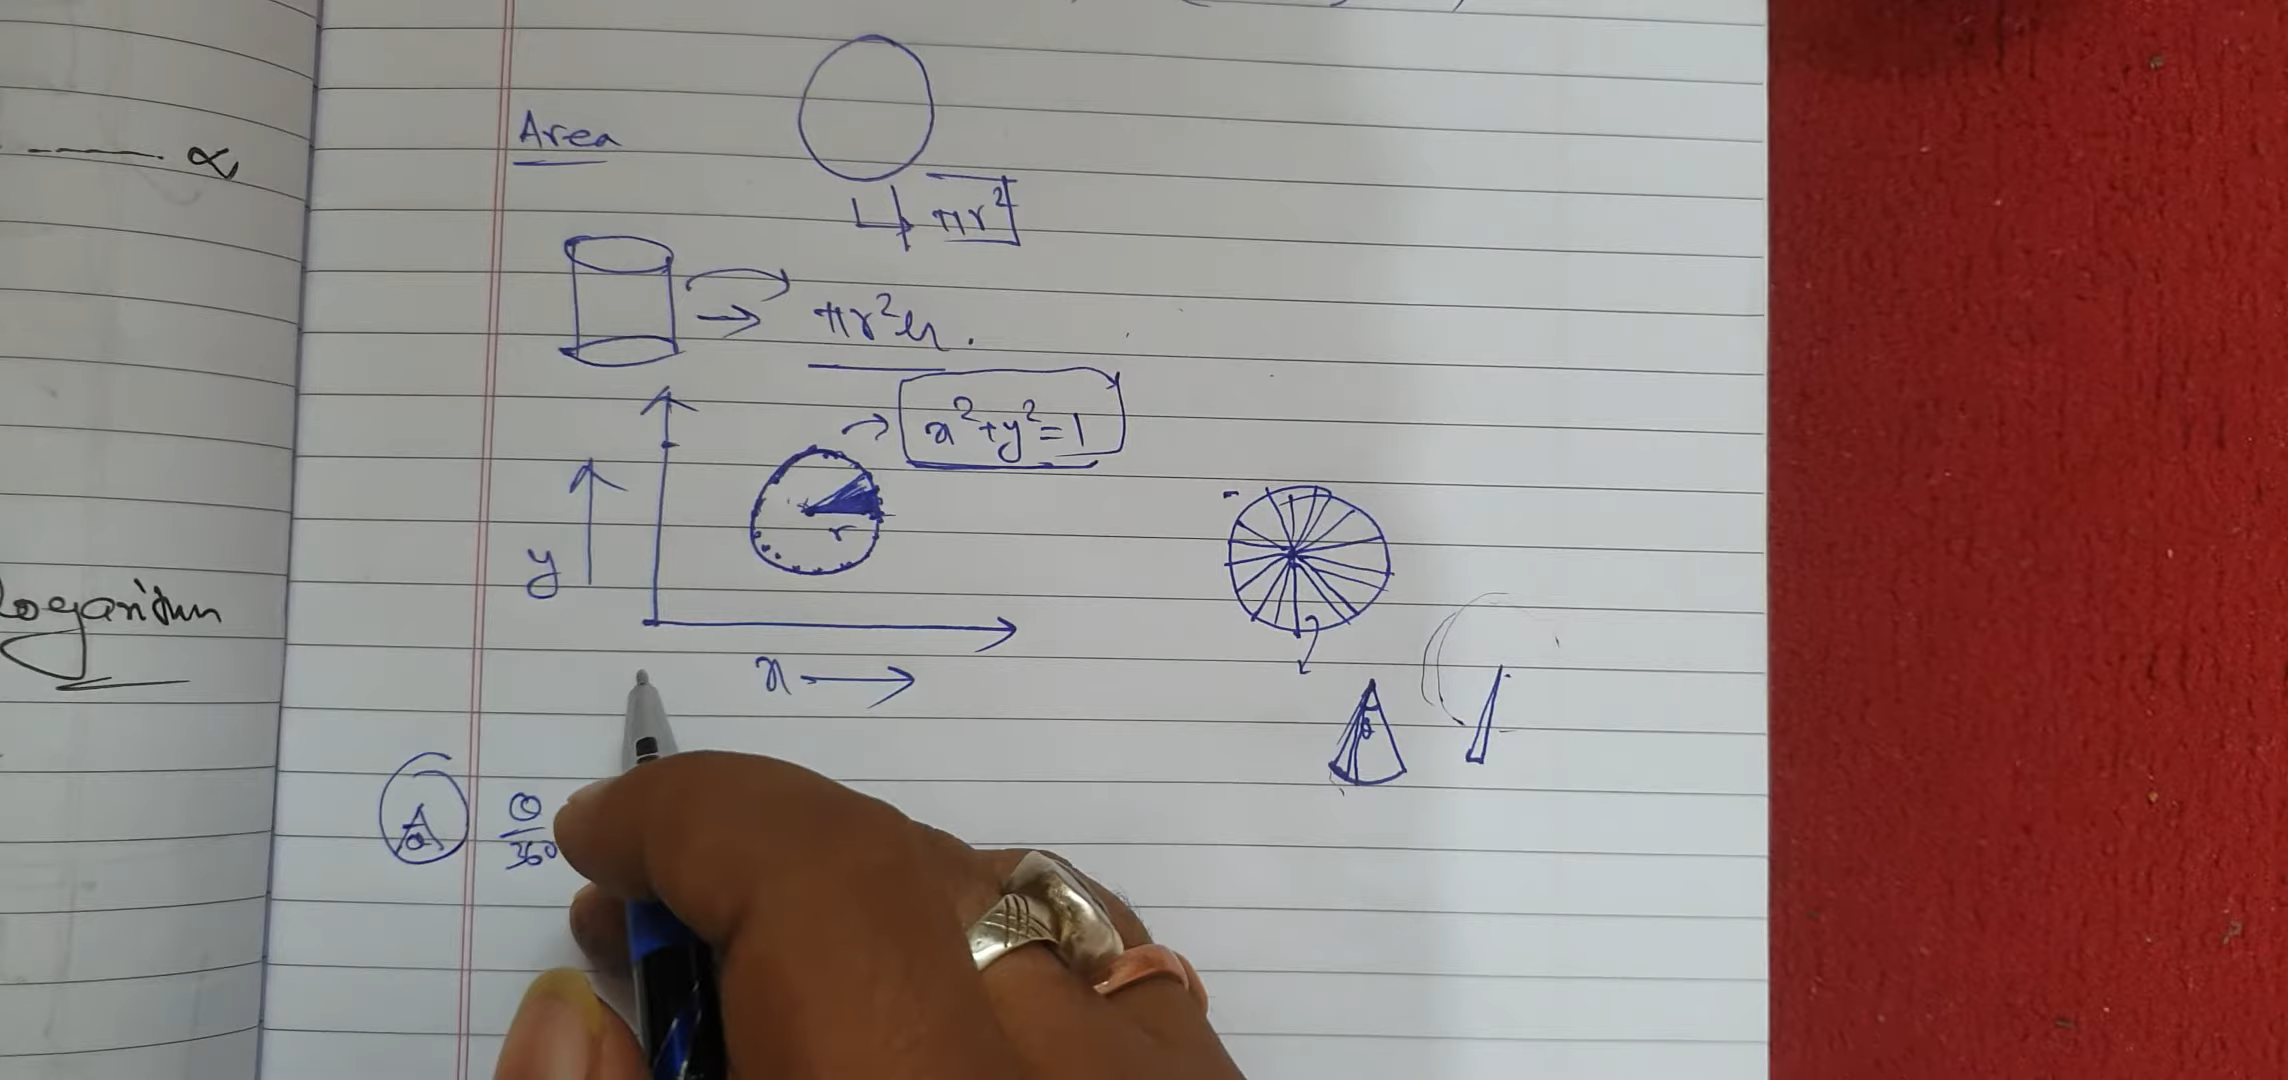 ∝
Area
πr²
πr²h.
x²+y²=1
r
y
θ
logarithm
x
θ
θ/360